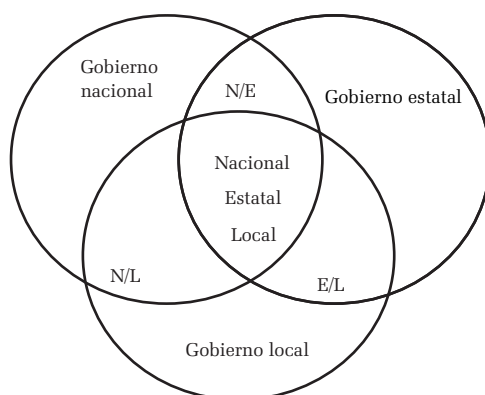 Gobierno
nacional
N/E
Gobierno estatal
Nacional
Estatal
Local
N/L
E/L
Gobierno local